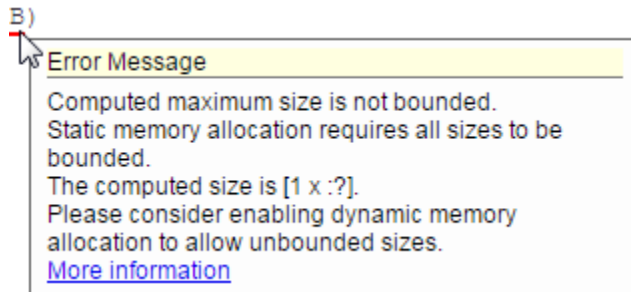 B)
Error Message
Computed maximum size is not bounded.
Static memory allocation requires all sizes to be
bounded.
The computed size is [1 x :?].
Please consider enabling dynamic memory
allocation to allow unbounded sizes.
More information